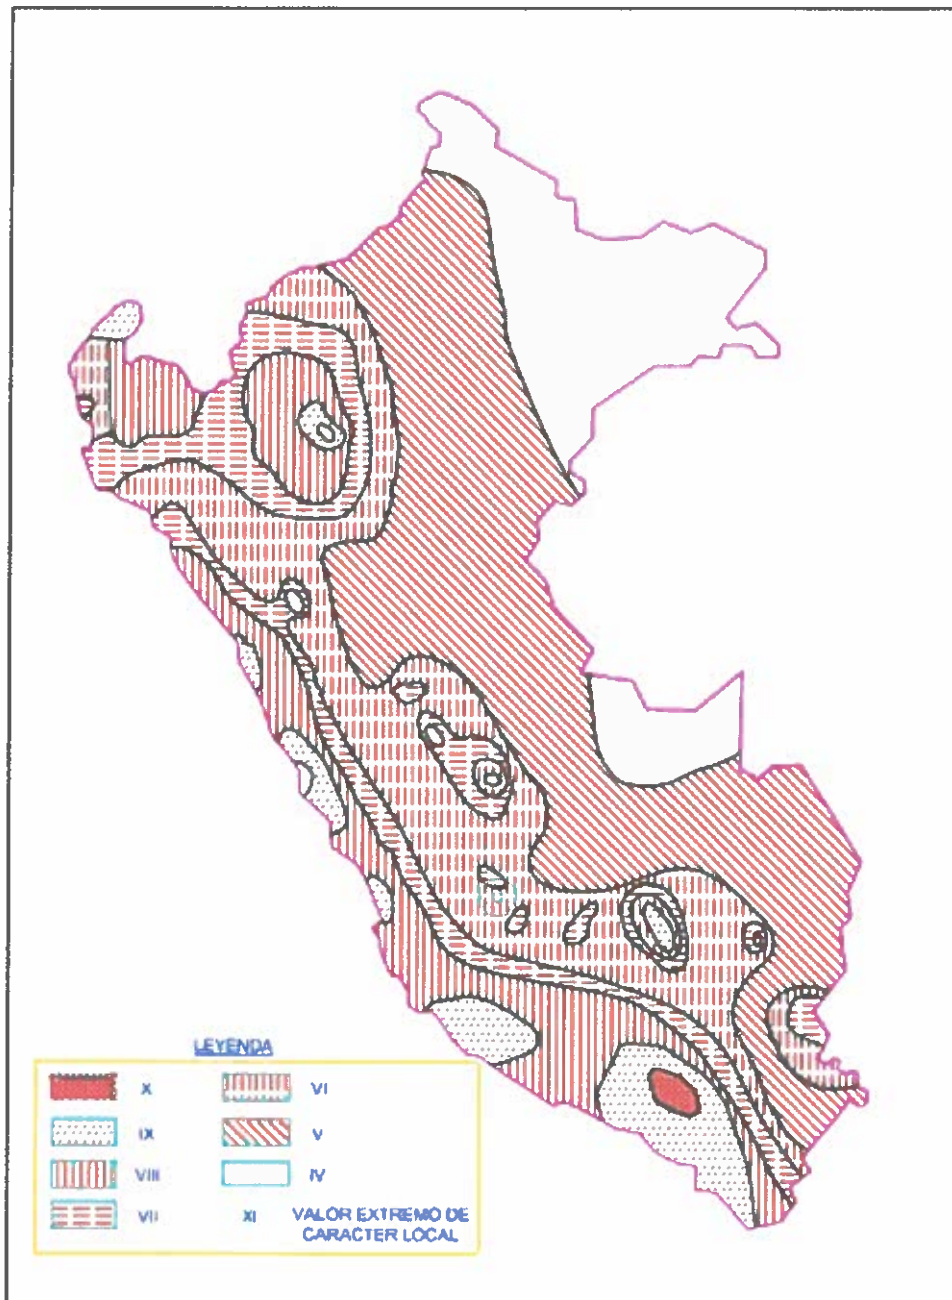 LEYENDA
X VI
IX V
VIII IV
VII XI VALOR EXTREMO DE
CARACTER LOCAL